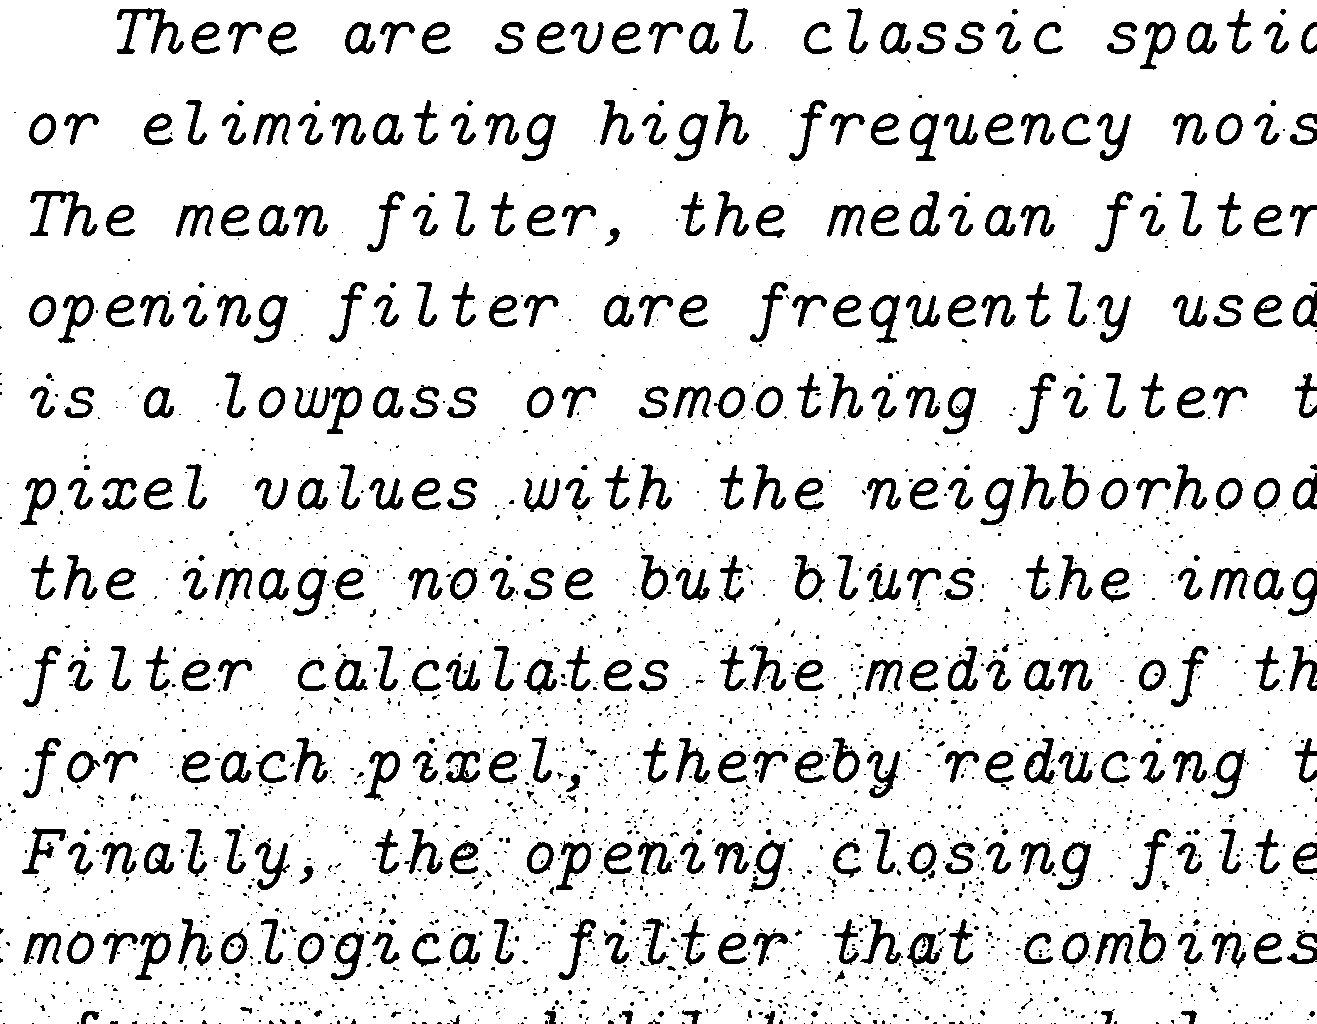 There are several classic spatia
or eliminating high frequency nois
The mean filter, the median filter
opening filter are frequently used
is a lowpass or smoothing filter t
pixel values with the neighborhood
the image noise but blurs the imag
filter calculates the median of th
for each pixel, thereby reducing t
Finally, the opening closing filte
morphological filter that combines